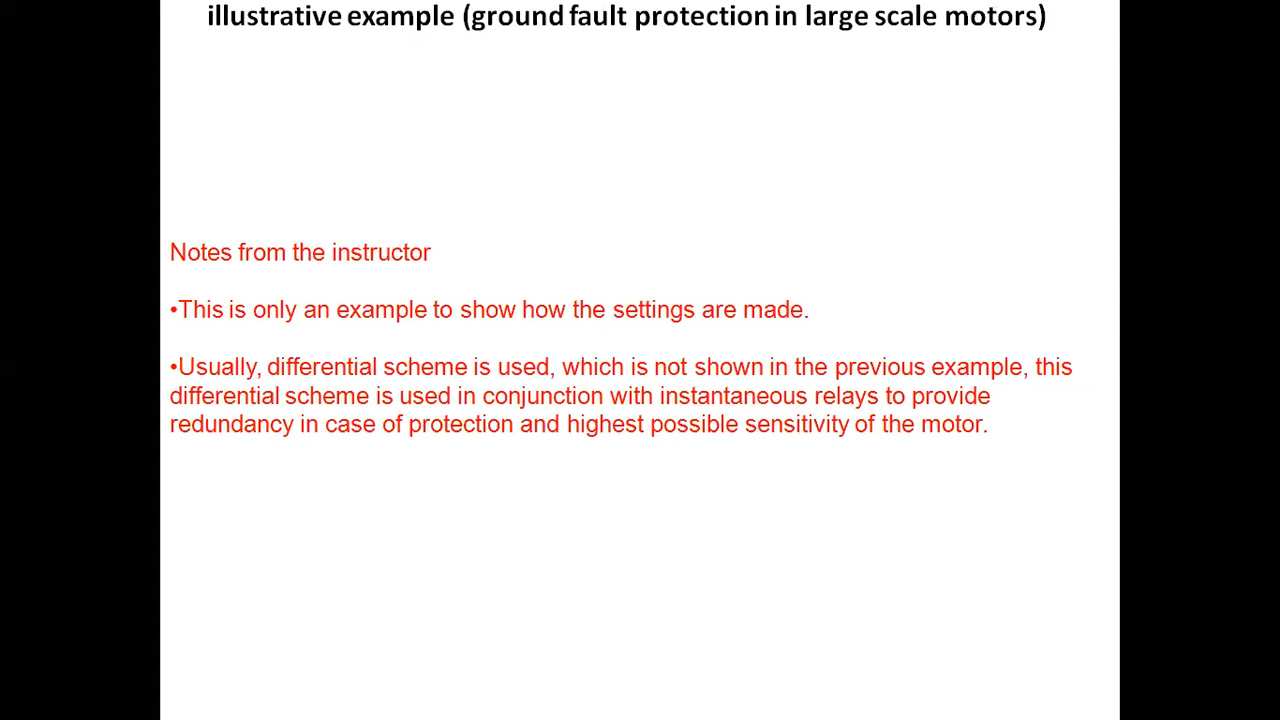 illustrative example (ground fault protection in large scale motors)
Notes from the instructor
•This is only an example to show how the settings are made.
•Usually, differential scheme is used, which is not shown in the previous example, this
differential scheme is used in conjunction with instantaneous relays to provide
redundancy in case of protection and highest possible sensitivity of the motor.